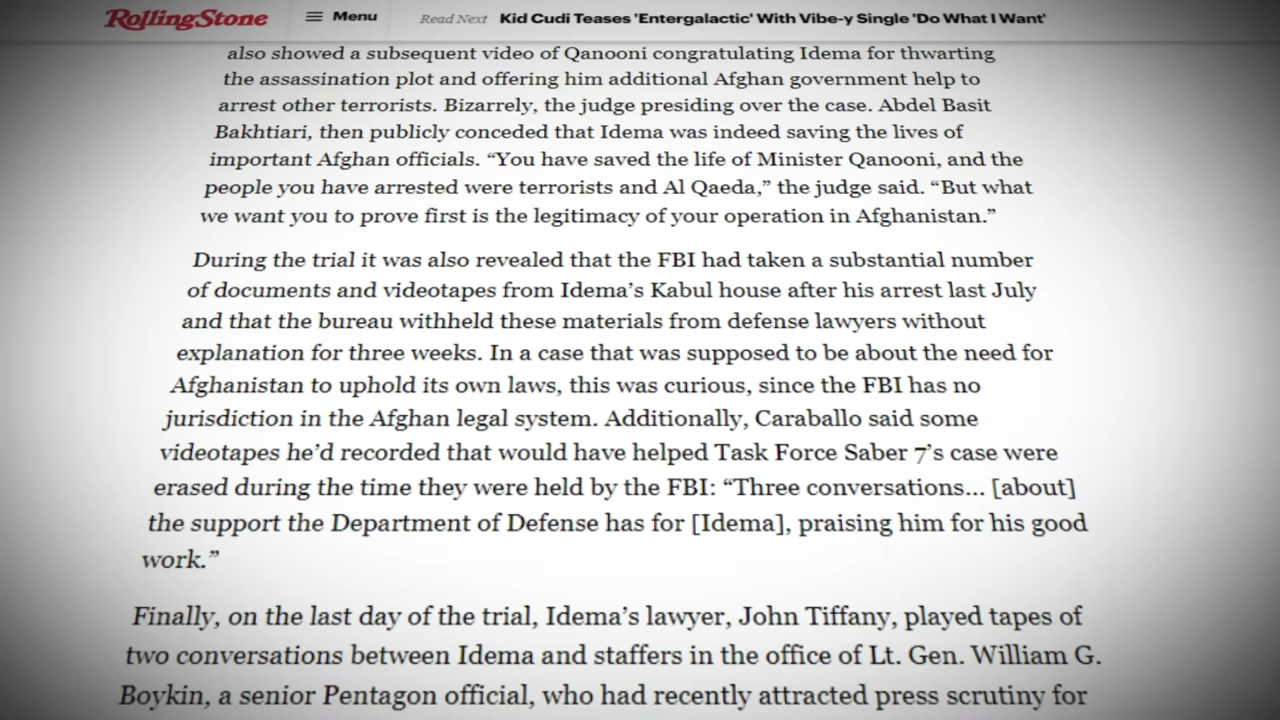 RollingStone
Menu
Read Next Kid Cudi Teases 'Entergalactic' With Vibe-y Single 'Do What I Want'
also showed a subsequent video of Qanooni congratulating Idema for thwarting
the assassination plot and offering him additional Afghan government help to
arrest other terrorists. Bizarrely, the judge presiding over the case. Abdel Basit
Bakhtiari, then publicly conceded that Idema was indeed saving the lives of
important Afghan officials. “You have saved the life of Minister Qanooni, and the
people you have arrested were terrorists and Al Qaeda,” the judge said. “But what
we want you to prove first is the legitimacy of your operation in Afghanistan.”
During the trial it was also revealed that the FBI had taken a substantial number
of documents and videotapes from Idema’s Kabul house after his arrest last July
and that the bureau withheld these materials from defense lawyers without
explanation for three weeks. In a case that was supposed to be about the need for
Afghanistan to uphold its own laws, this was curious, since the FBI has no
jurisdiction in the Afghan legal system. Additionally, Caraballo said some
videotapes he’d recorded that would have helped Task Force Saber 7’s case were
erased during the time they were held by the FBI: “Three conversations... [about]
the support the Department of Defense has for [Idema], praising him for his good
work.”
Finally, on the last day of the trial, Idema’s lawyer, John Tiffany, played tapes of
two conversations between Idema and staffers in the office of Lt. Gen. William G.
Boykin, a senior Pentagon official, who had recently attracted press scrutiny for